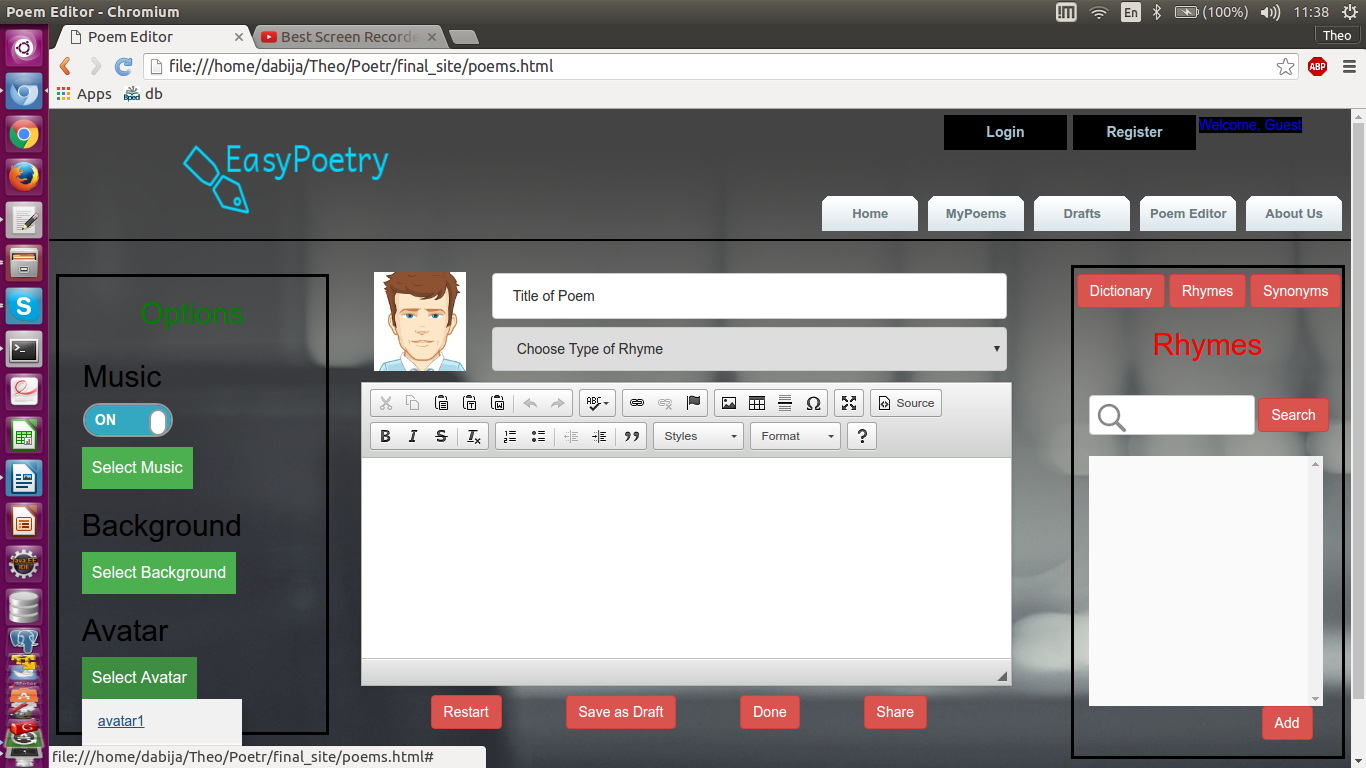 Poem Editor - Chromium
En
(100%)
11:38
Poem Editor
Best Screen Recorde
Theo
file:///home/dabija/Theo/Poetr/final_site/poems.html
ABP
Apps
db
Login
Register
Welcome, Guest
EasyPoetry
Home
MyPoems
Drafts
Poem Editor
About Us
Options
Music
ON
Select Music
Background
Select Background
Avatar
Select Avatar
avatar1
Title of Poem
Choose Type of Rhyme
ABC
Source
B
I
S
Styles
Format
?
Restart
Save as Draft
Done
Share
Dictionary
Rhymes
Synonyms
Rhymes
Search
Add
file:///home/dabija/Theo/Poetr/final_site/poems.html#